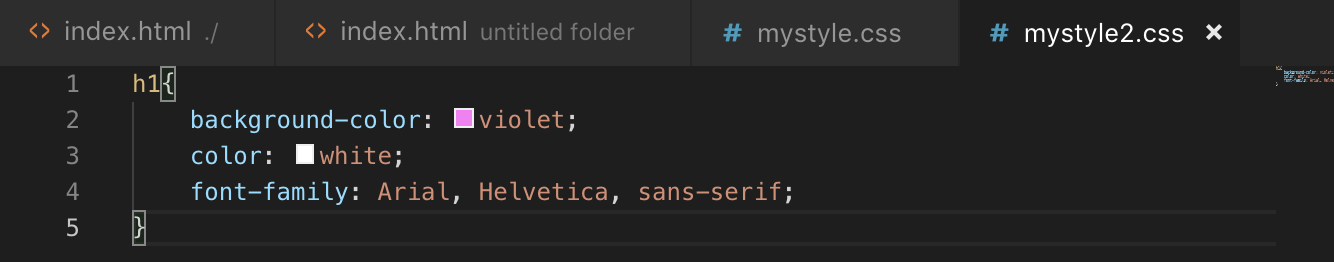 <> index.html ./ <> index.html untitled folder # mystyle.css # mystyle2.css ×
1 h1{
2 background-color: violet;
3 color: white;
4 font-family: Arial, Helvetica, sans-serif;
5 }